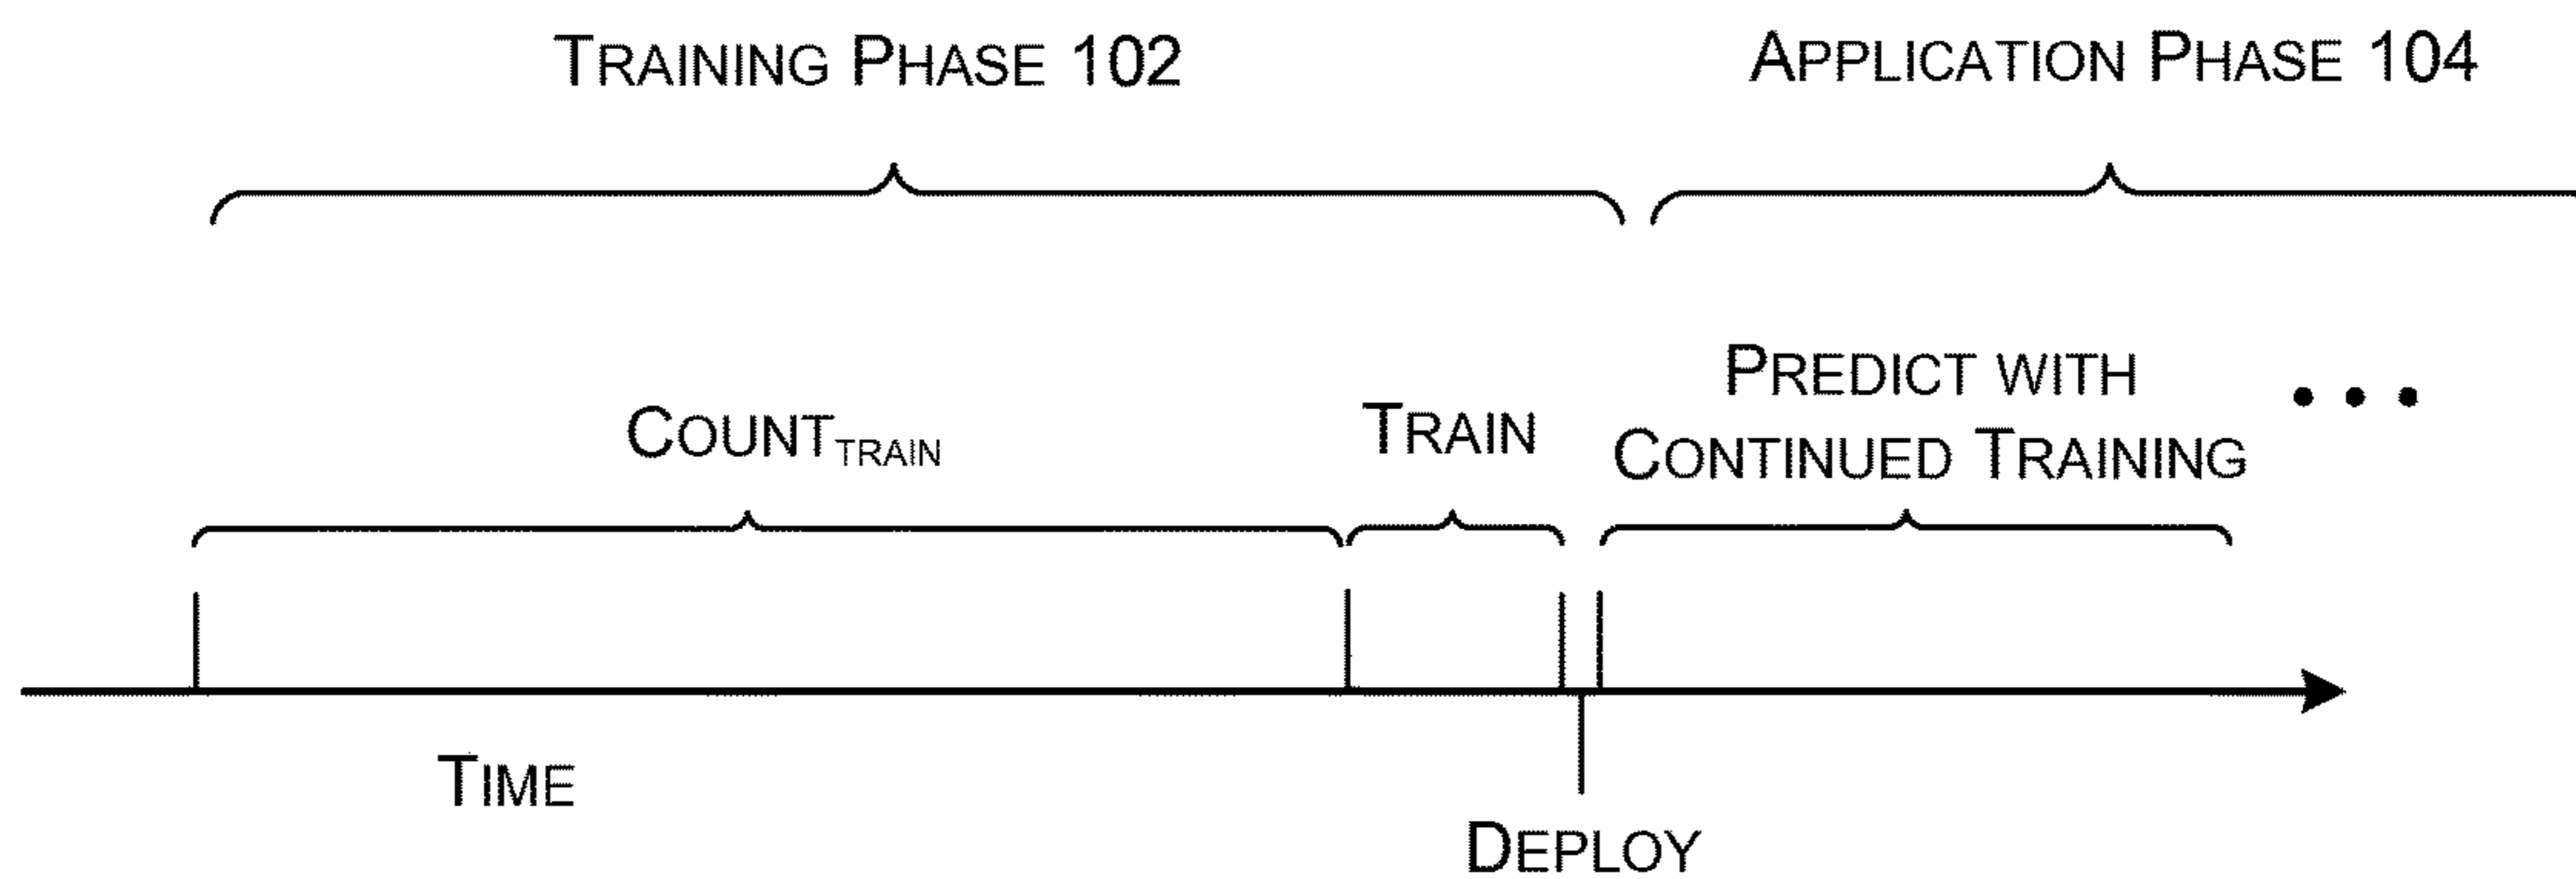 TRAINING PHASE 102
APPLICATION PHASE 104
COUNTTRAIN
TRAIN
PREDICT WITH
CONTINUED TRAINING
• • •
TIME
DEPLOY